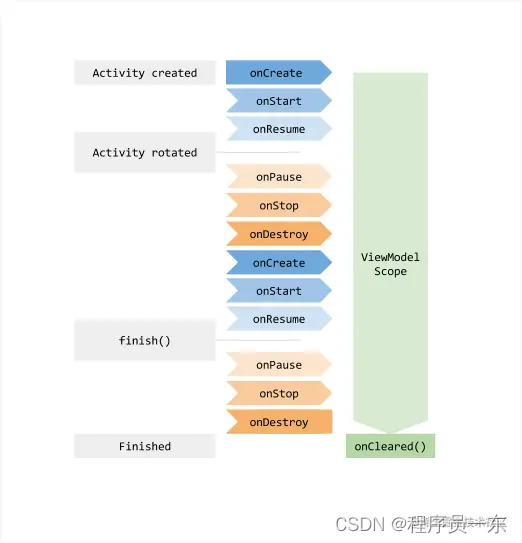 Activity created
onCreate
onStart
onResume
Activity rotated
onPause
onStop
onDestroy
onCreate
onStart
onResume
ViewModel
Scope
finish()
onPause
onStop
onDestroy
Finished
onCleared()
CSDN @程序员一东